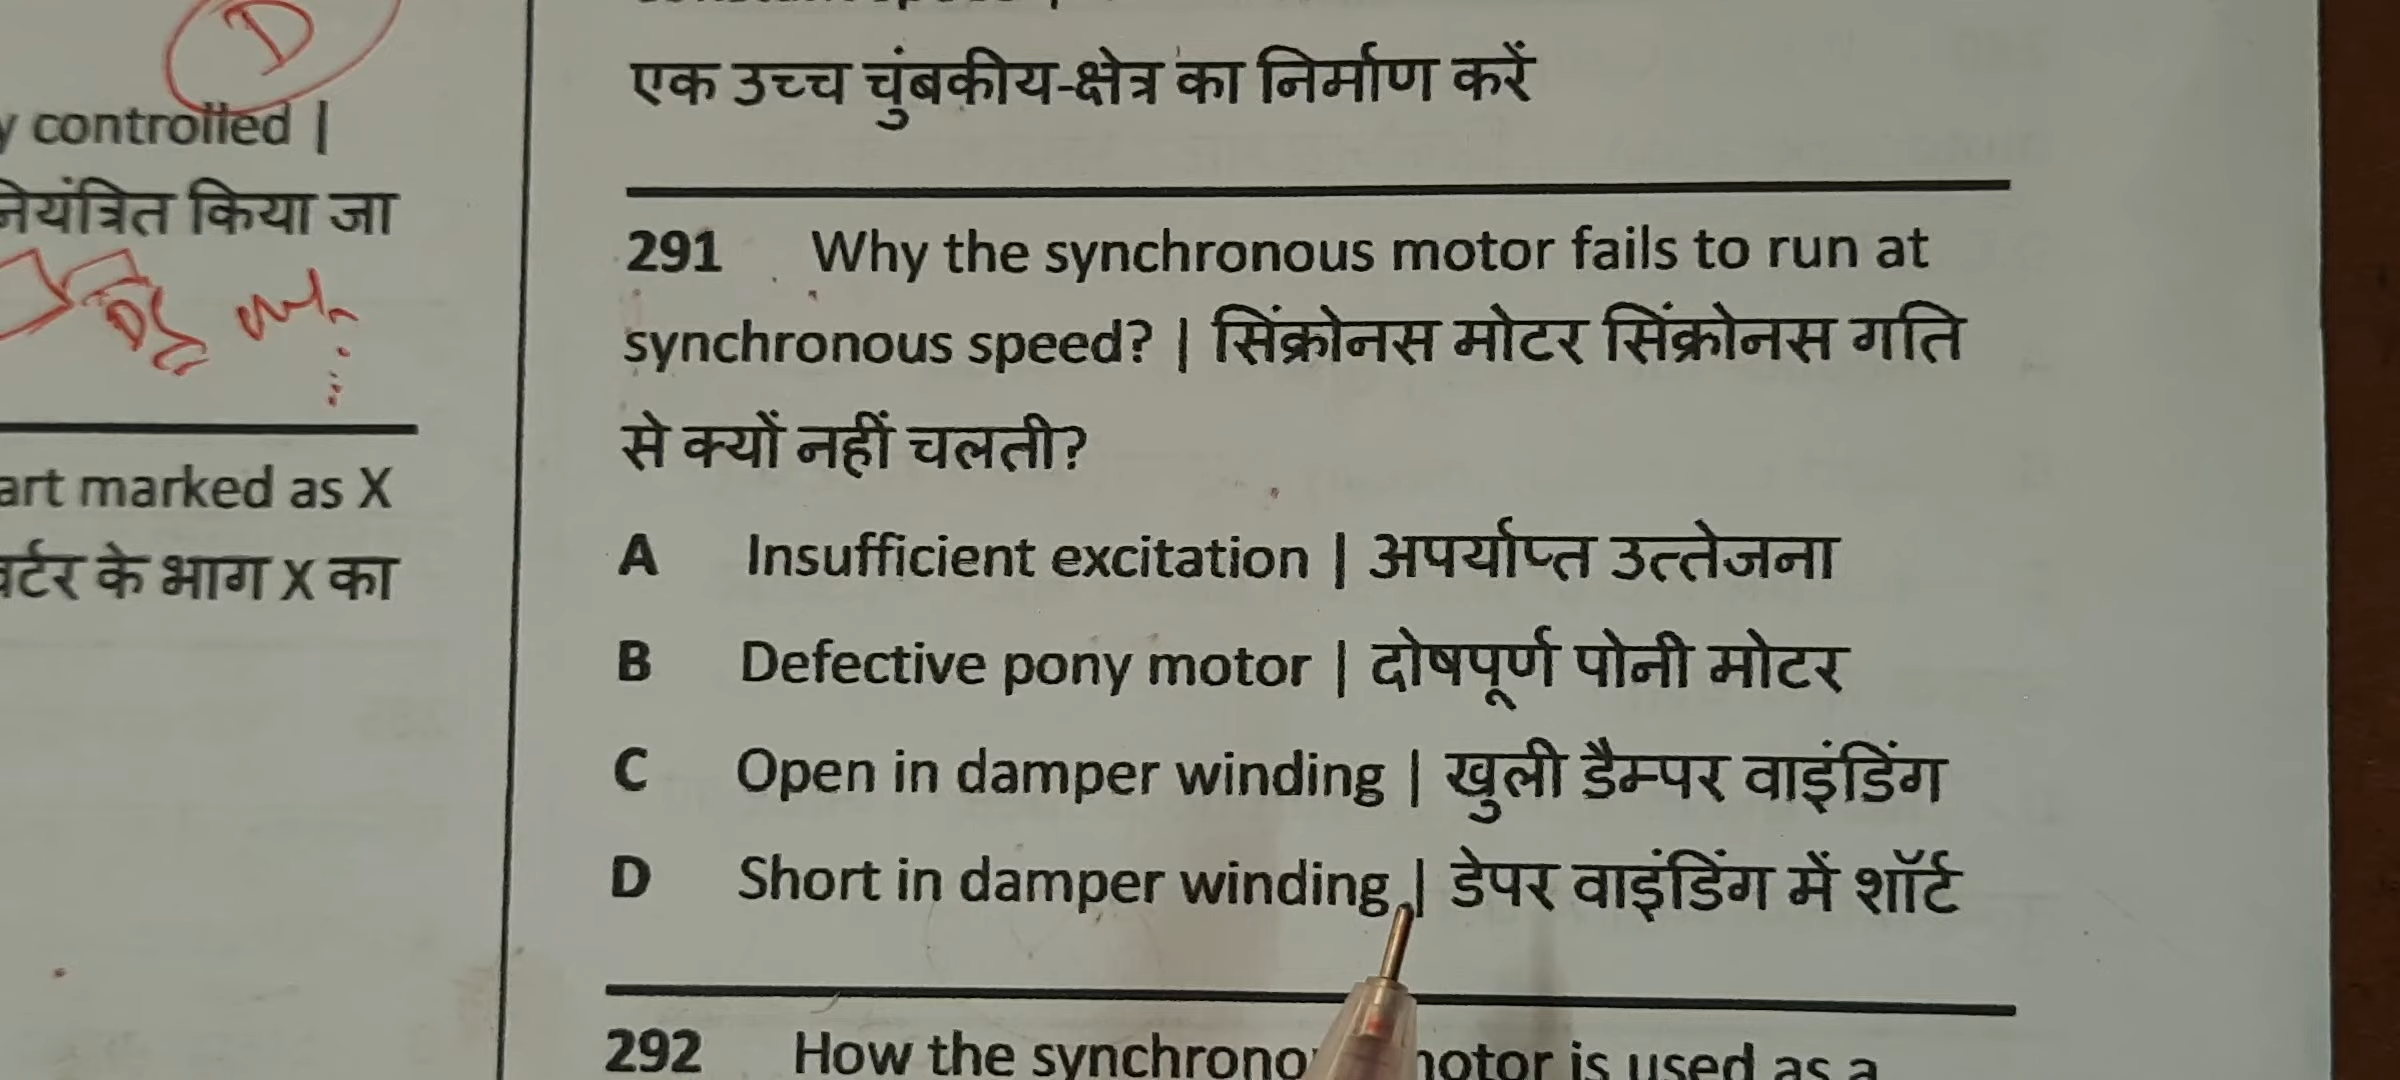 D
controlled |
नियंत्रित किया जा
art marked as X
के भाग X का
एक उच्च चुंबकीय-क्षेत्र का निर्माण करें
291 Why the synchronous motor fails to run at
synchronous speed? | सिंक्रोनस मोटर सिंक्रोनस गति
से क्यों नहीं चलती?
A Insufficient excitation | अपर्याप्त उत्तेजना
B Defective pony motor | दोषपूर्ण पोनी मोटर
C Open in damper winding | खुली डैम्पर वाइंडिंग
D Short in damper winding | डेपर वाइंडिंग में शॉर्ट
292 How the synchrono motor is used as a